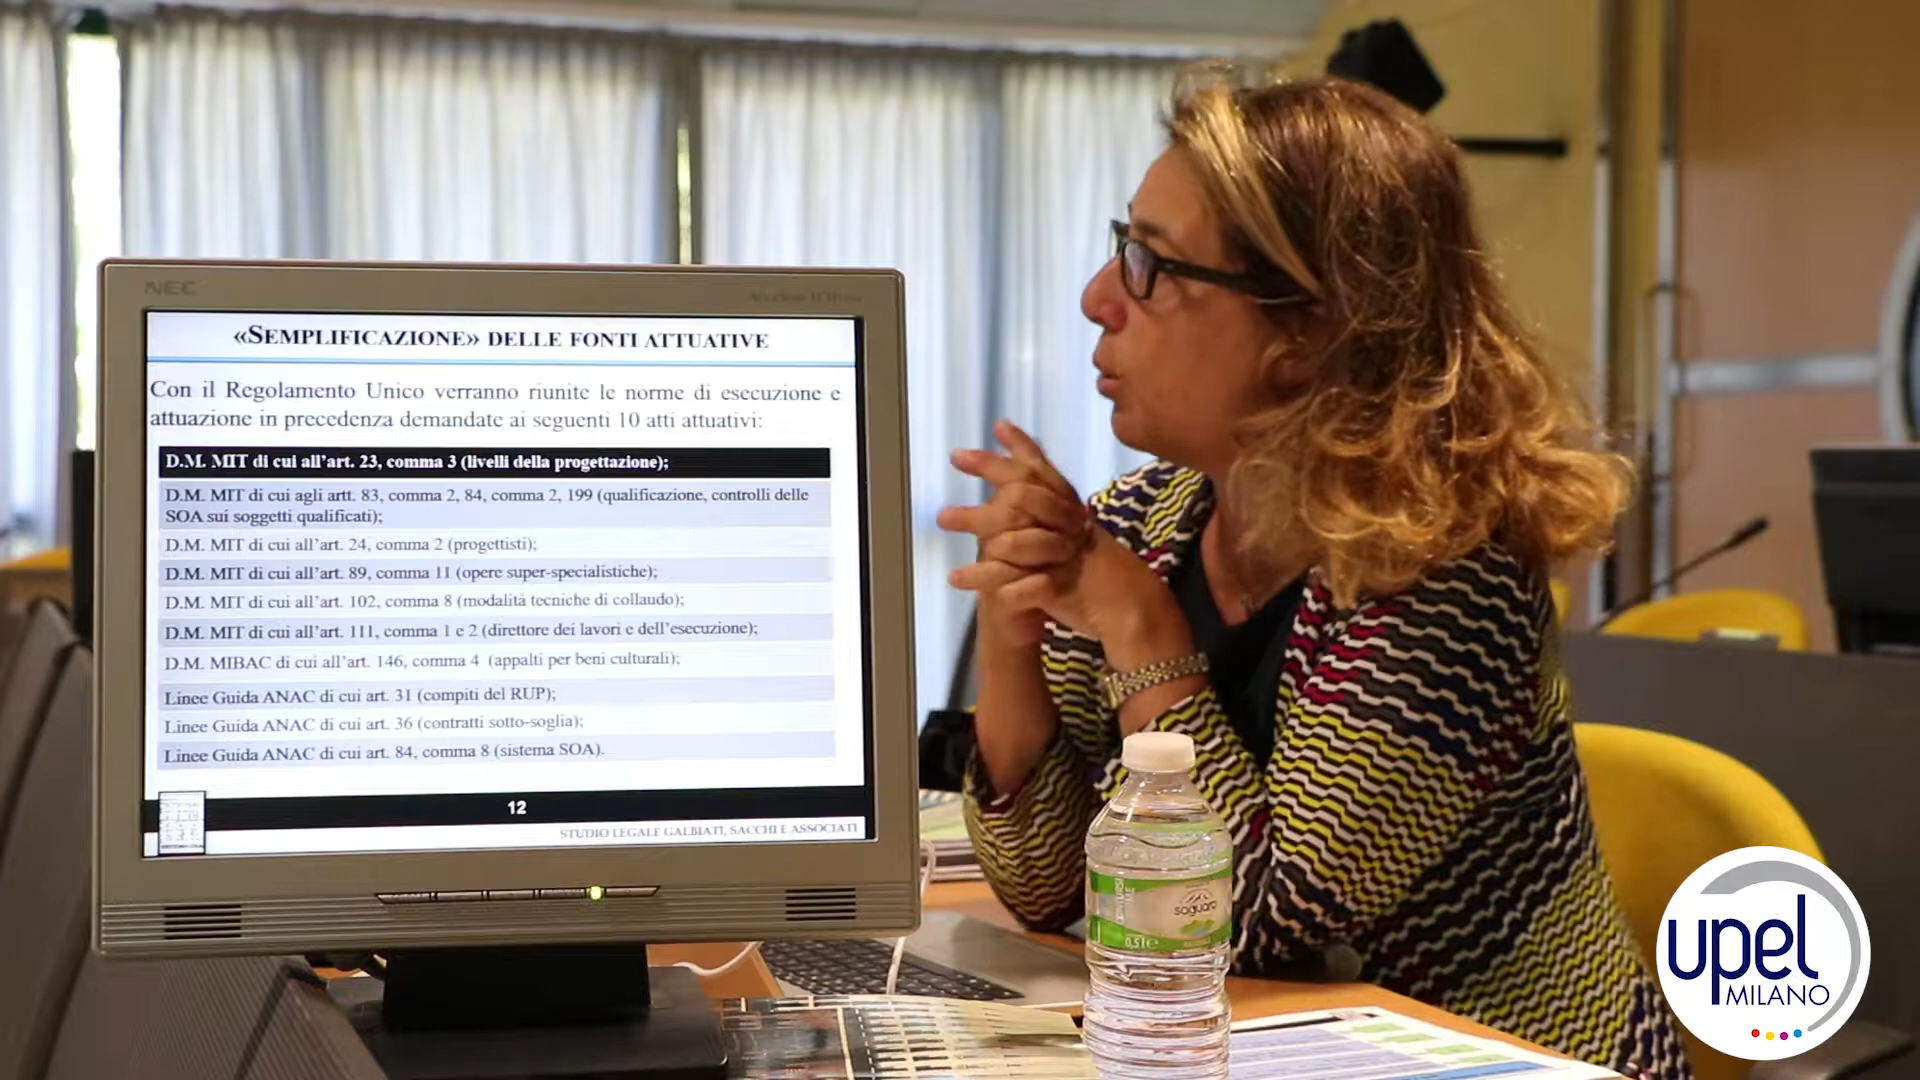 NEC
«SEMPLIFICAZIONE» DELLE FONTI ATTUATIVE
Con il Regolamento Unico verranno riunite le norme di esecuzione e
attuazione in precedenza demandate ai seguenti 10 atti attuativi:
D.M. MIT di cui all'art. 23, comma 3 (livelli della progettazione);
D.M. MIT di cui agli artt. 83, comma 2, 84, comma 2, 199 (qualificazione, controlli delle
SOA sui soggetti qualificati);
D.M. MIT di cui all'art. 24, comma 2 (progettisti);
D.M. MIT di cui all'art. 89, comma 11 (opere super-specialistiche);
D.M. MIT di cui all'art. 102, comma 8 (modalità tecniche di collaudo);
D.M. MIT di cui all'art. 111, comma 1 e 2 (direttore dei lavori e dell'esecuzione);
D.M. MIBAC di cui all'art. 146, comma 4 (appalti per beni culturali);
Linee Guida ANAC di cui art. 31 (compiti del RUP);
Linee Guida ANAC di cui art. 36 (contratti sotto-soglia);
Linee Guida ANAC di cui art. 84, comma 8 (sistema SOA).
12
STUDIO LEGALE GALBIATI, SACCHI E ASSOCIATI
saguaro
0,5 l e
upel
MILANO